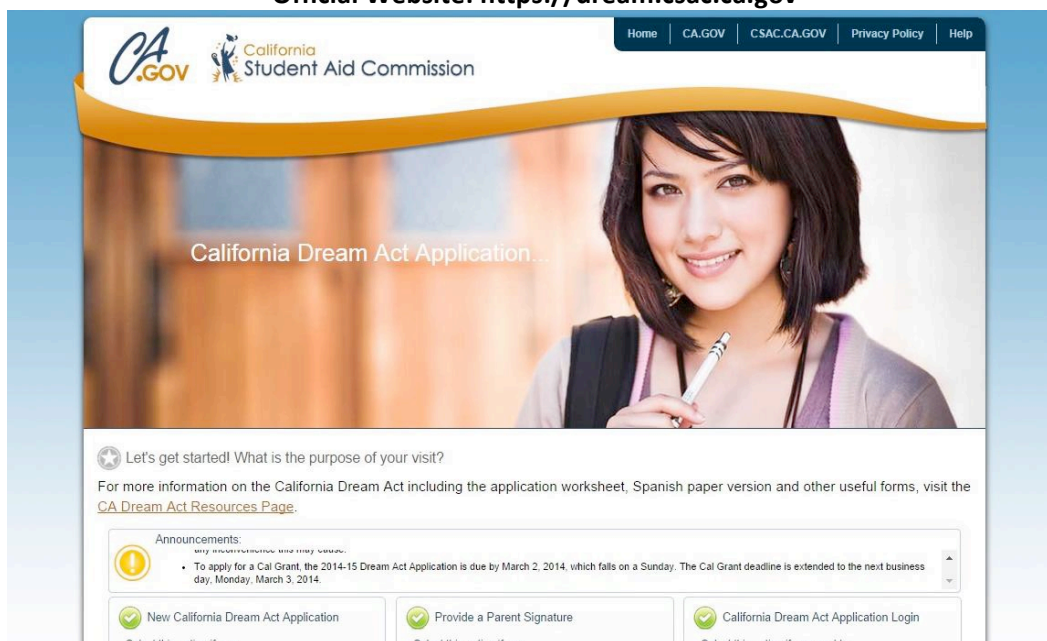 Official Website: https://dream.csac.ca.gov
CA.GOV
California
Student Aid Commission
Home CA.GOV CSAC.CA.GOV Privacy Policy Help
California Dream Act Application...
Let's get started! What is the purpose of your visit?
For more information on the California Dream Act including the application worksheet, Spanish paper version and other useful forms, visit the
CA Dream Act Resources Page.
Announcements:
any inconvenience this may cause.
• To apply for a Cal Grant, the 2014-15 Dream Act Application is due by March 2, 2014, which falls on a Sunday. The Cal Grant deadline is extended to the next business
day, Monday, March 3, 2014.
New California Dream Act Application
Provide a Parent Signature
California Dream Act Application Login